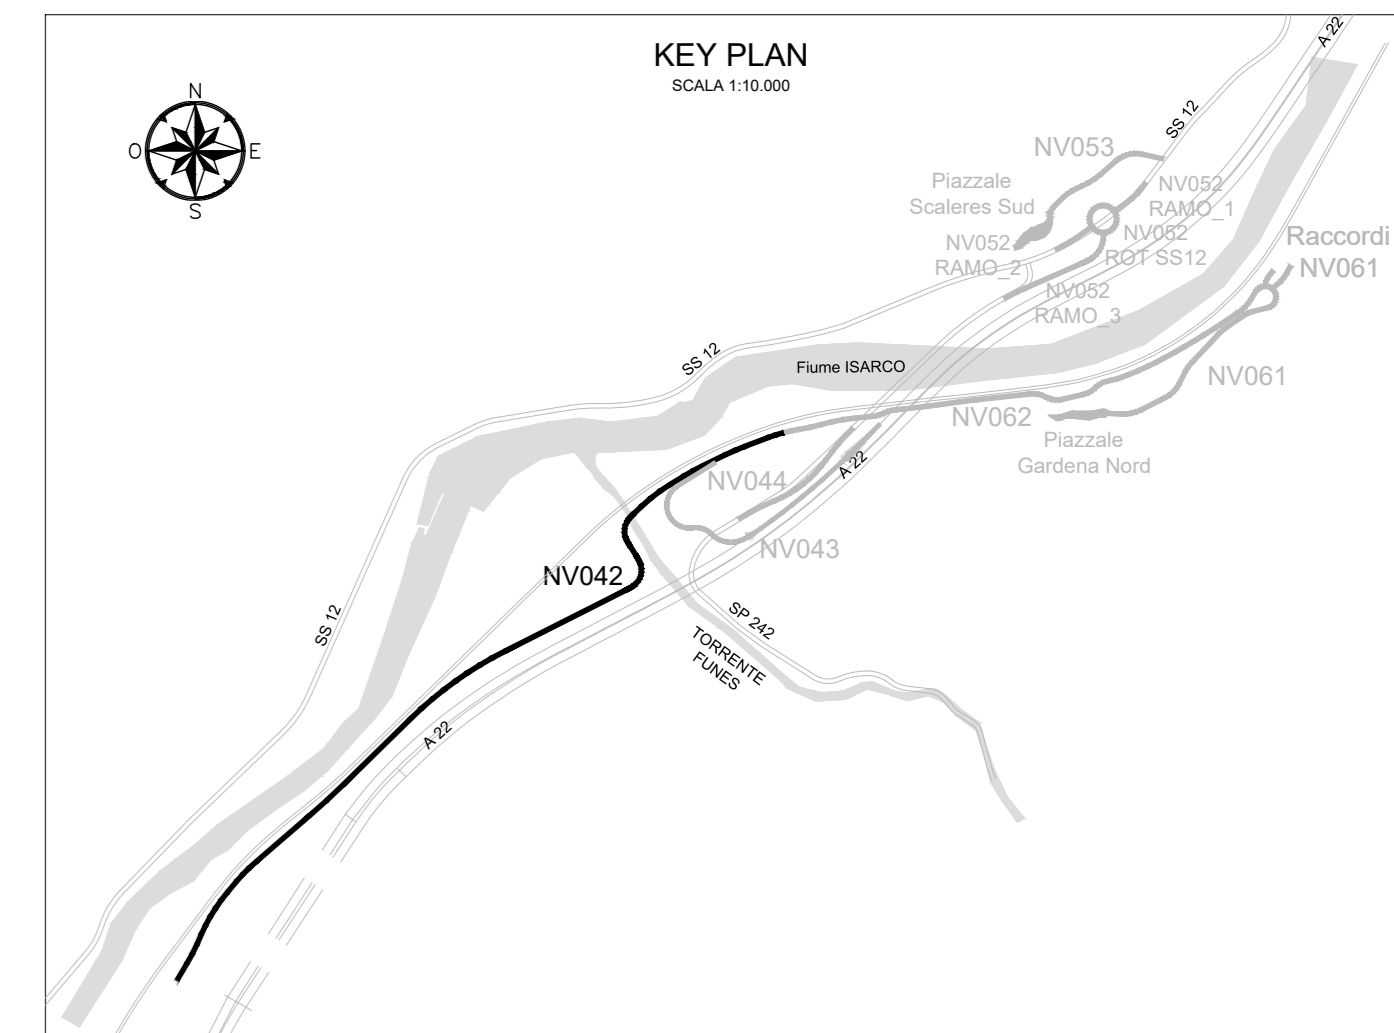 KEY PLAN
SCALA 1:10.000
N
O
E
S
A 22
SS 12
NV053
Piazzale
Scaleres Sud
NV052
RAMO_1
NV052
ROT SS12
NV052
RAMO_2
Raccordi
NV061
NV052
RAMO_3
SS 12
Fiume ISARCO
NV061
NV062
Piazzale
Gardena Nord
A 22
NV044
NV043
NV042
SS 12
SP 242
TORRENTE
FUNES
A 22